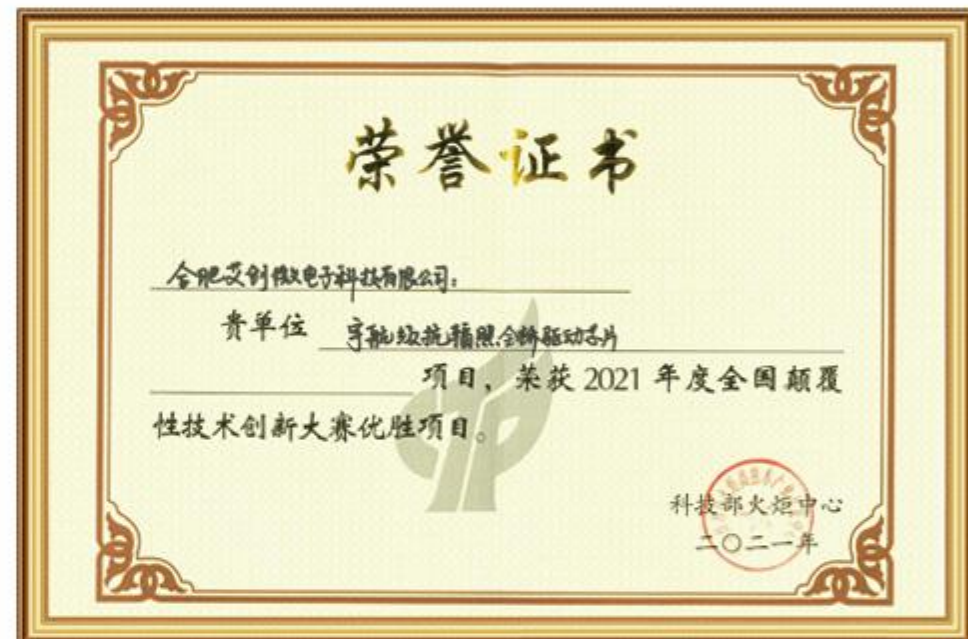 荣誉证书
合肥艾创微电子科技有限公司：
贵单位 宇航级抗辐照全桥驱动芯片
项目，荣获 2021 年度全国颠覆
性技术创新大赛优胜项目。
科技部火炬中心
二〇二一年